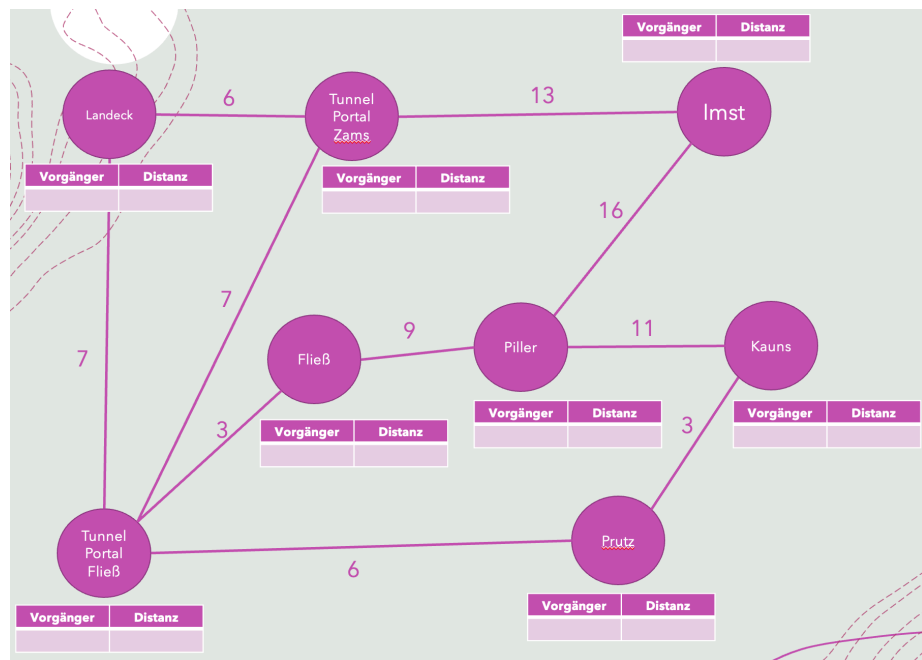 Vorgänger Distanz
Landeck
6
Tunnel
Portal
Zams
13
Imst
Vorgänger Distanz
Vorgänger Distanz
16
7
7
9
11
Fließ
Piller
Kauns
3
Vorgänger Distanz
Vorgänger Distanz
Vorgänger Distanz
3
Tunnel
Portal
Fließ
6
Prutz
Vorgänger Distanz
Vorgänger Distanz